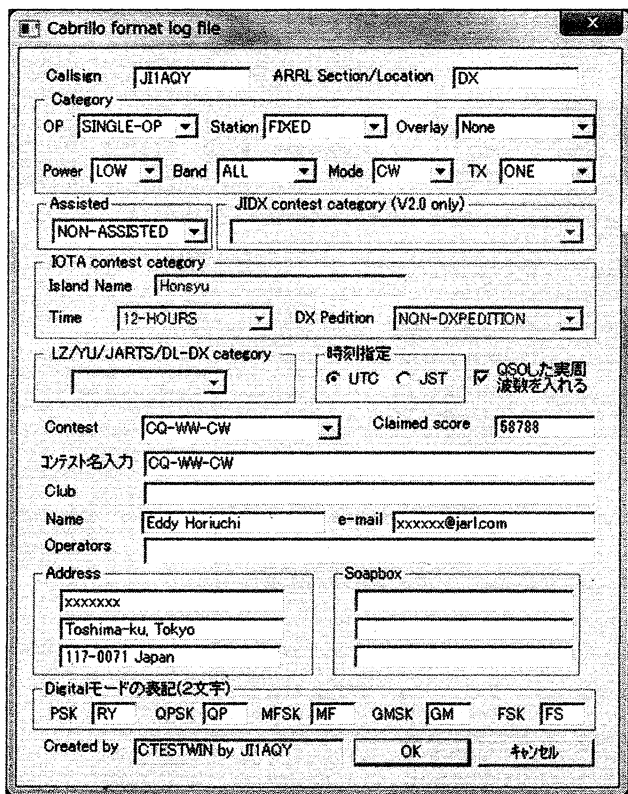 Cabrillo format log file
Callsign JI1AQY ARRL Section/Location DX
Category
OP SINGLE-OP Station FIXED Overlay None
Power LOW Band ALL Mode CW TX ONE
Assisted JIDX contest category (V2.0 only)
NON-ASSISTED
IOTA contest category
Island Name Honsyu
Time 12-HOURS DX Pedition NON-DXPEDITION
LZ/YU/JARTS/DL-DX category 時刻指定
UTC JST QSOした実周
波数を入れる
Contest CQ-WW-CW Claimed score 58788
コンテスト名入力 CQ-WW-CW
Club
Name Eddy Horiuchi e-mail xxxxxx@jarl.com
Operators
Address Soapbox
xxxxxxx
Toshima-ku, Tokyo
117-0071 Japan
Digitalモードの表記(2文字)
PSK RY QPSK QP MFSK MF GMSK GM FSK FS
Created by CTESTWIN by JI1AQY OK キャンセル